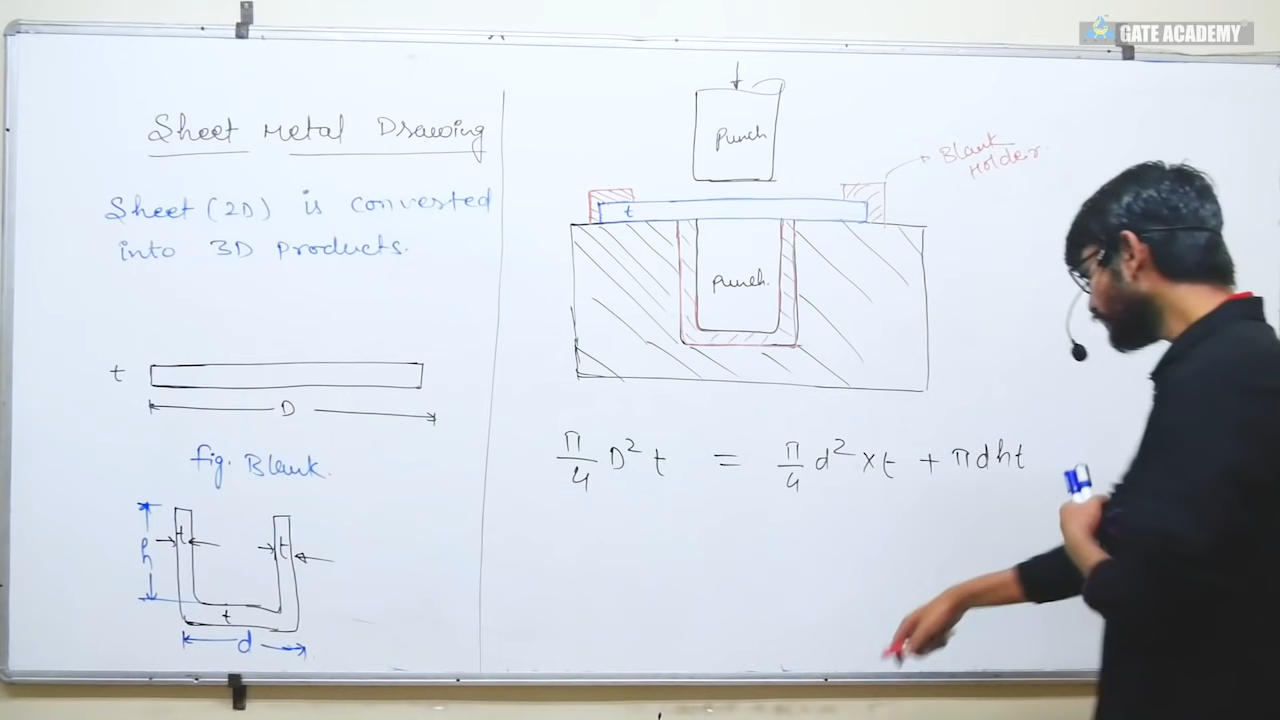 GATE ACADEMY
Sheet Metal Drawing
Sheet (2D) is converted
into 3D products.
t
D
fig. Blank.
h
t
t
t
d
punch
Blank
Holder.
t
punch.
π/4 D² t = π/4 d² × t + πdht